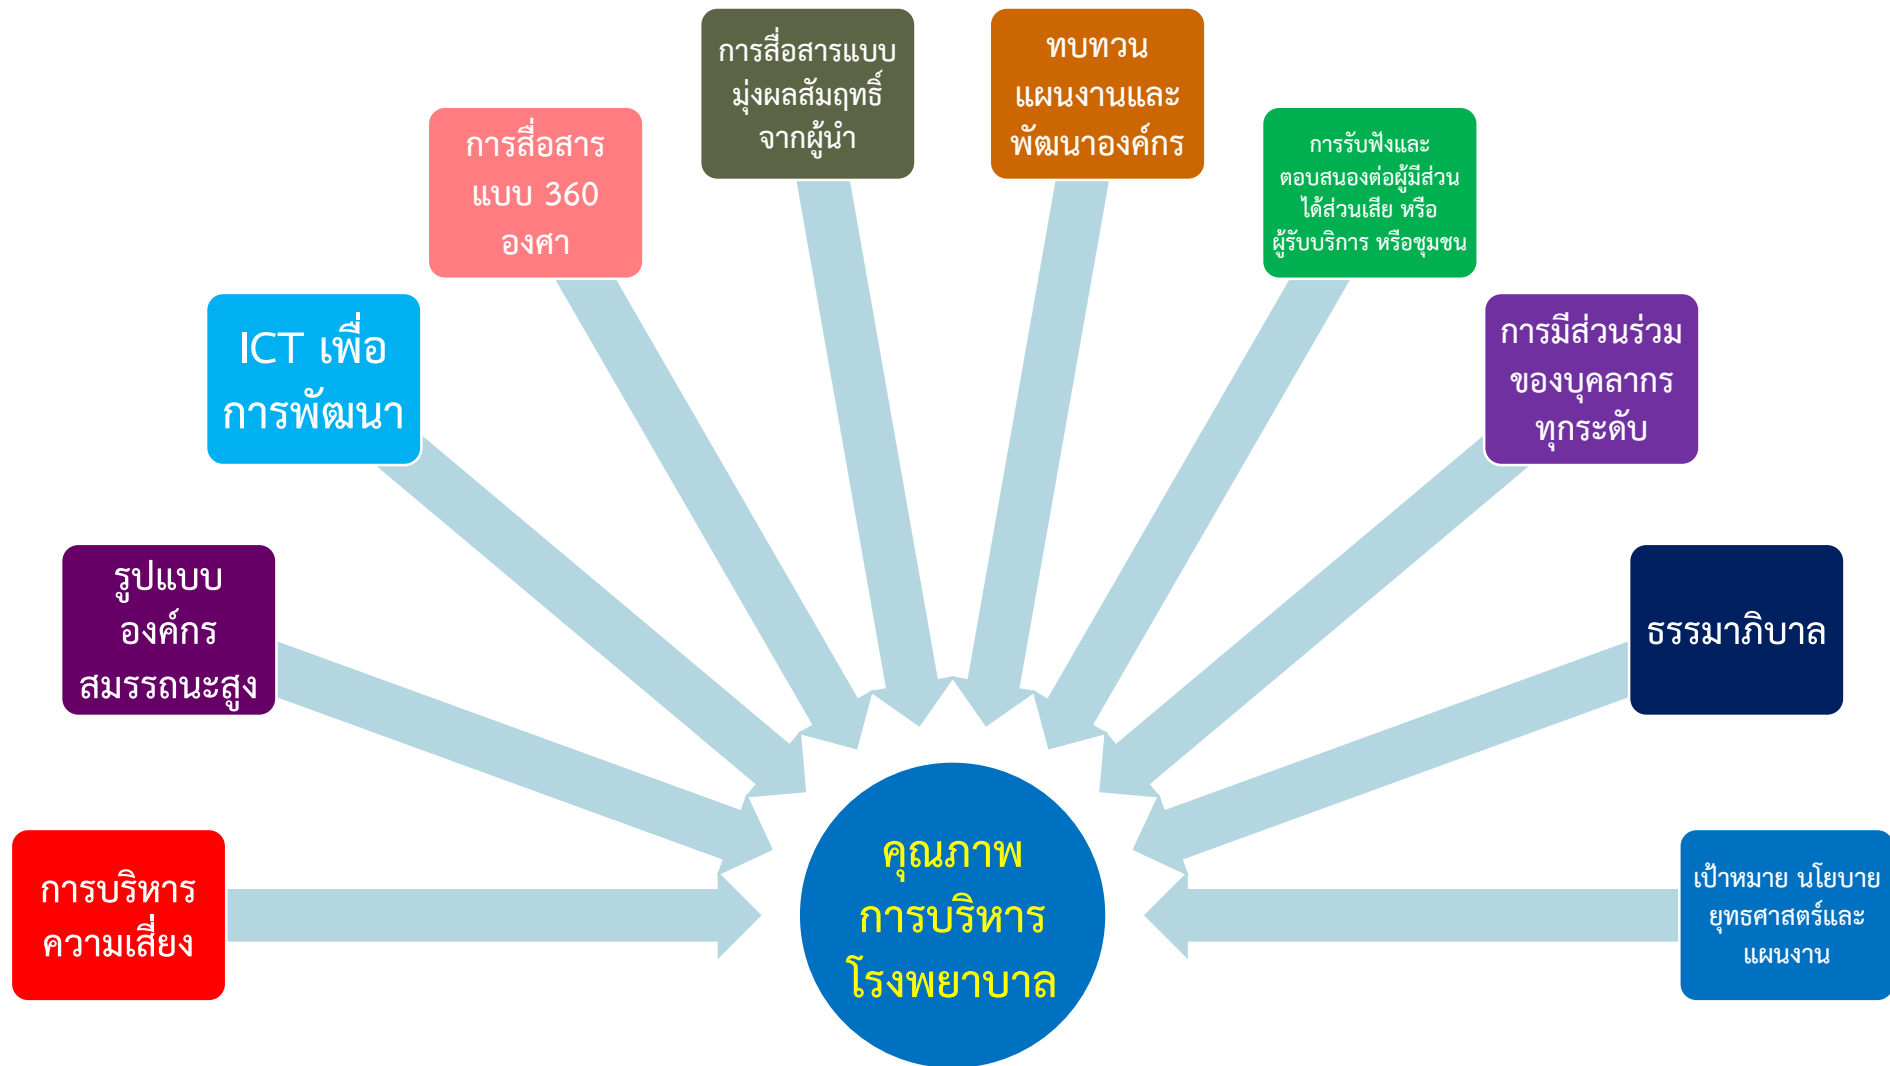 การสื่อสารแบบ
มุ่งผลสัมฤทธิ์
จากผู้นำ
ทบทวน
แผนงานและ
พัฒนาองค์กร
การสื่อสาร
แบบ 360
องศา
การรับฟังและ
ตอบสนองต่อผู้มีส่วน
ได้ส่วนเสีย หรือ
ผู้รับบริการ หรือชุมชน
ICT เพื่อ
การพัฒนา
การมีส่วนร่วม
ของบุคลากร
ทุกระดับ
รูปแบบ
องค์กร
สมรรถนะสูง
ธรรมาภิบาล
การบริหาร
ความเสี่ยง
คุณภาพ
การบริหาร
โรงพยาบาล
เป้าหมาย นโยบาย
ยุทธศาสตร์และ
แผนงาน